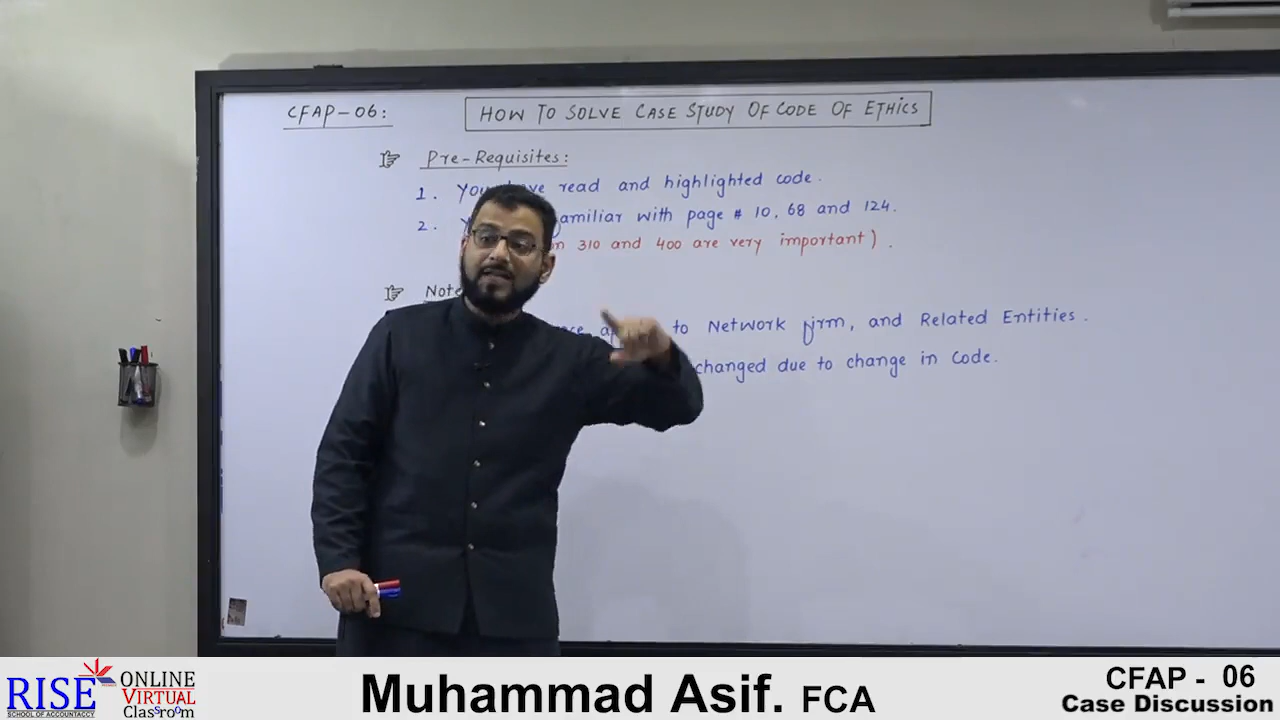 CFAP-06:
HOW TO SOLVE CASE STUDY OF CODE OF ETHICS
Pre-Requisites:
1. You have read and highlighted code.
2. familiar with page # 10, 68 and 124.
310 and 400 are very important).
Note
to Network firm, and Related Entities.
changed due to change in code.
RISE
SCHOOL OF ACCOUNTACY
ONLINE
VIRTUAL
Classroom
Muhammad Asif. FCA
CFAP - 06
Case Discussion